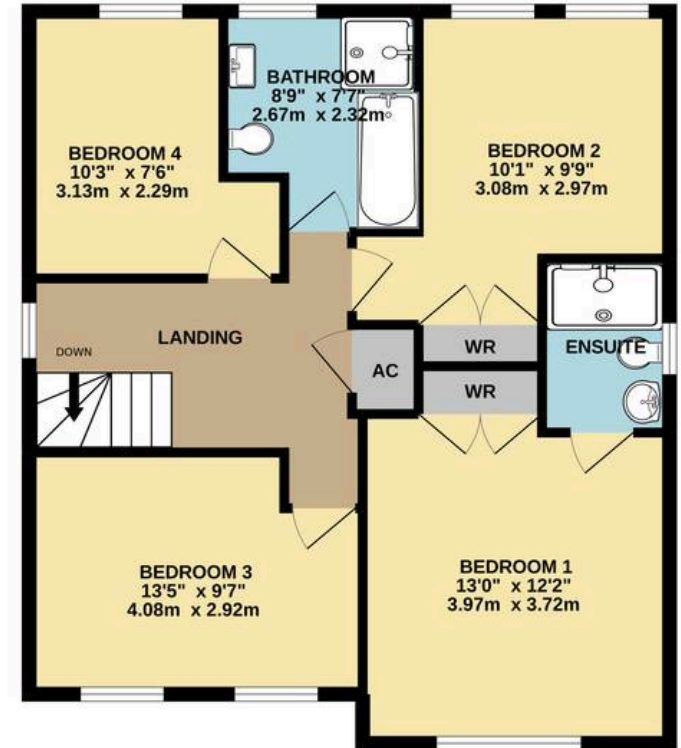 BATHROOM
8'9" x 7'7"
2.67m x 2.32m
BEDROOM 4
10'3" x 7'6"
3.13m x 2.29m
BEDROOM 2
10'1" x 9'9"
3.08m x 2.97m
LANDING
DOWN
AC
WR
ENSUITE
WR
BEDROOM 3
13'5" x 9'7"
4.08m x 2.92m
BEDROOM 1
13'0" x 12'2"
3.97m x 3.72m